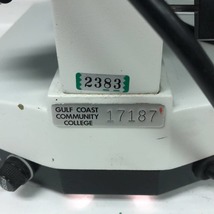 2383
GULF COAST
COMMUNITY
COLLEGE
17187